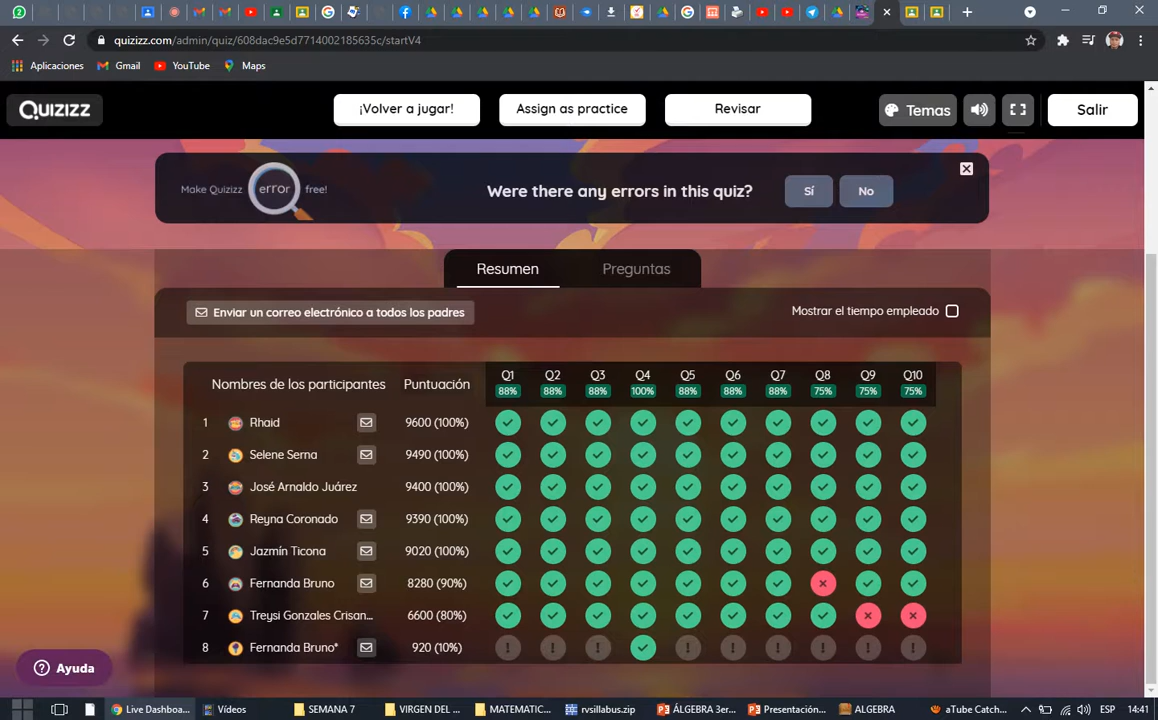 quizizz.com/admin/quiz/608dac9e5d7714002185635c/startV4
Aplicaciones Gmail YouTube Maps
Quizizz ¡Volver a jugar! Assign as practice Revisar Temas Salir
Make Quizizz error free! Were there any errors in this quiz? Sí No
Resumen Preguntas
Enviar un correo electrónico a todos los padres Mostrar el tiempo empleado
Nombres de los participantes Puntuación Q1 Q2 Q3 Q4 Q5 Q6 Q7 Q8 Q9 Q10
88% 88% 88% 100% 88% 88% 88% 75% 75% 75%
1 Rhaid 9600 (100%)
2 Selene Serna 9490 (100%)
3 José Arnaldo Juárez 9400 (100%)
4 Reyna Coronado 9390 (100%)
5 Jazmín Ticona 9020 (100%)
6 Fernanda Bruno 8280 (90%)
7 Treysi Gonzales Crisan... 6600 (80%)
8 Fernanda Bruno* 920 (10%)
Ayuda
Live Dashboa... Vídeos SEMANA 7 VIRGEN DEL ... MATEMATIC... rvsillabus.zip ÁLGEBRA 3er... Presentación... ALGEBRA aTube Catch... ESP 14:41